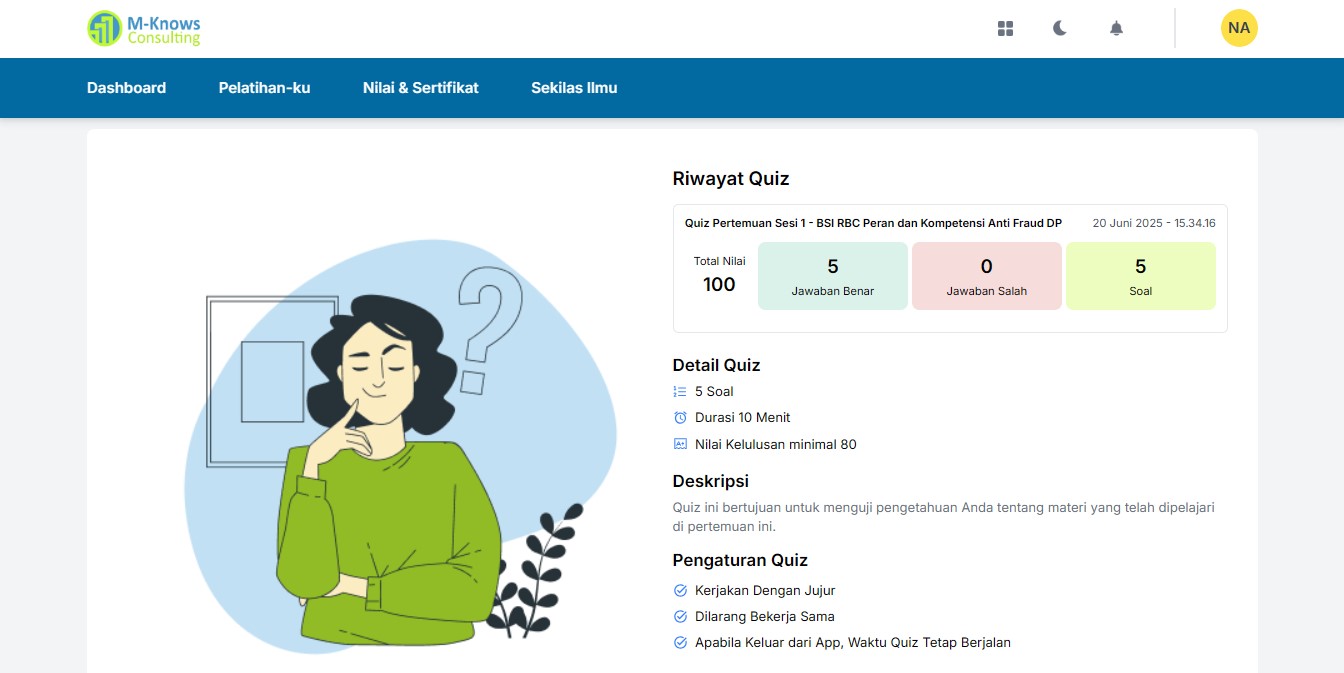 M-Knows
Consulting
NA
Dashboard
Pelatihan-ku
Nilai & Sertifikat
Sekilas Ilmu
Riwayat Quiz
Quiz Pertemuan Sesi 1 - BSI RBC Peran dan Kompetensi Anti Fraud DP
20 Juni 2025 - 15.34.16
Total Nilai
100
5
Jawaban Benar
0
Jawaban Salah
5
Soal
Detail Quiz
5 Soal
Durasi 10 Menit
Nilai Kelulusan minimal 80
Deskripsi
Quiz ini bertujuan untuk menguji pengetahuan Anda tentang materi yang telah dipelajari
di pertemuan ini.
Pengaturan Quiz
Kerjakan Dengan Jujur
Dilarang Bekerja Sama
Apabila Keluar dari App, Waktu Quiz Tetap Berjalan
?